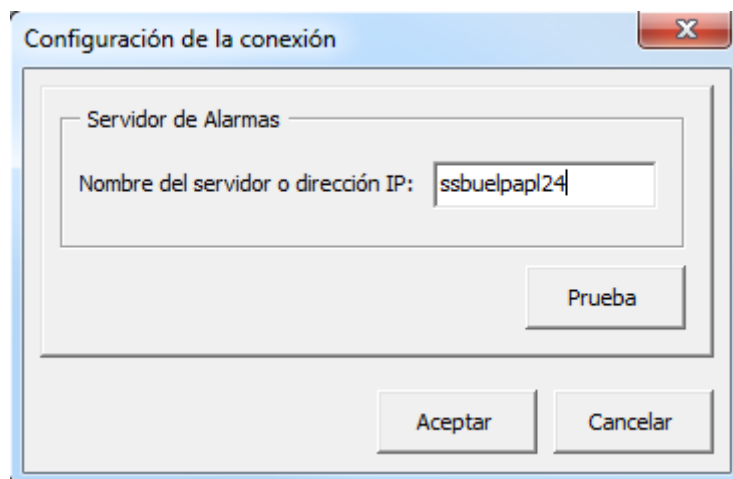 Configuración de la conexión
Servidor de Alarmas
Nombre del servidor o dirección IP: ssbuelpapl24
Prueba
Aceptar Cancelar